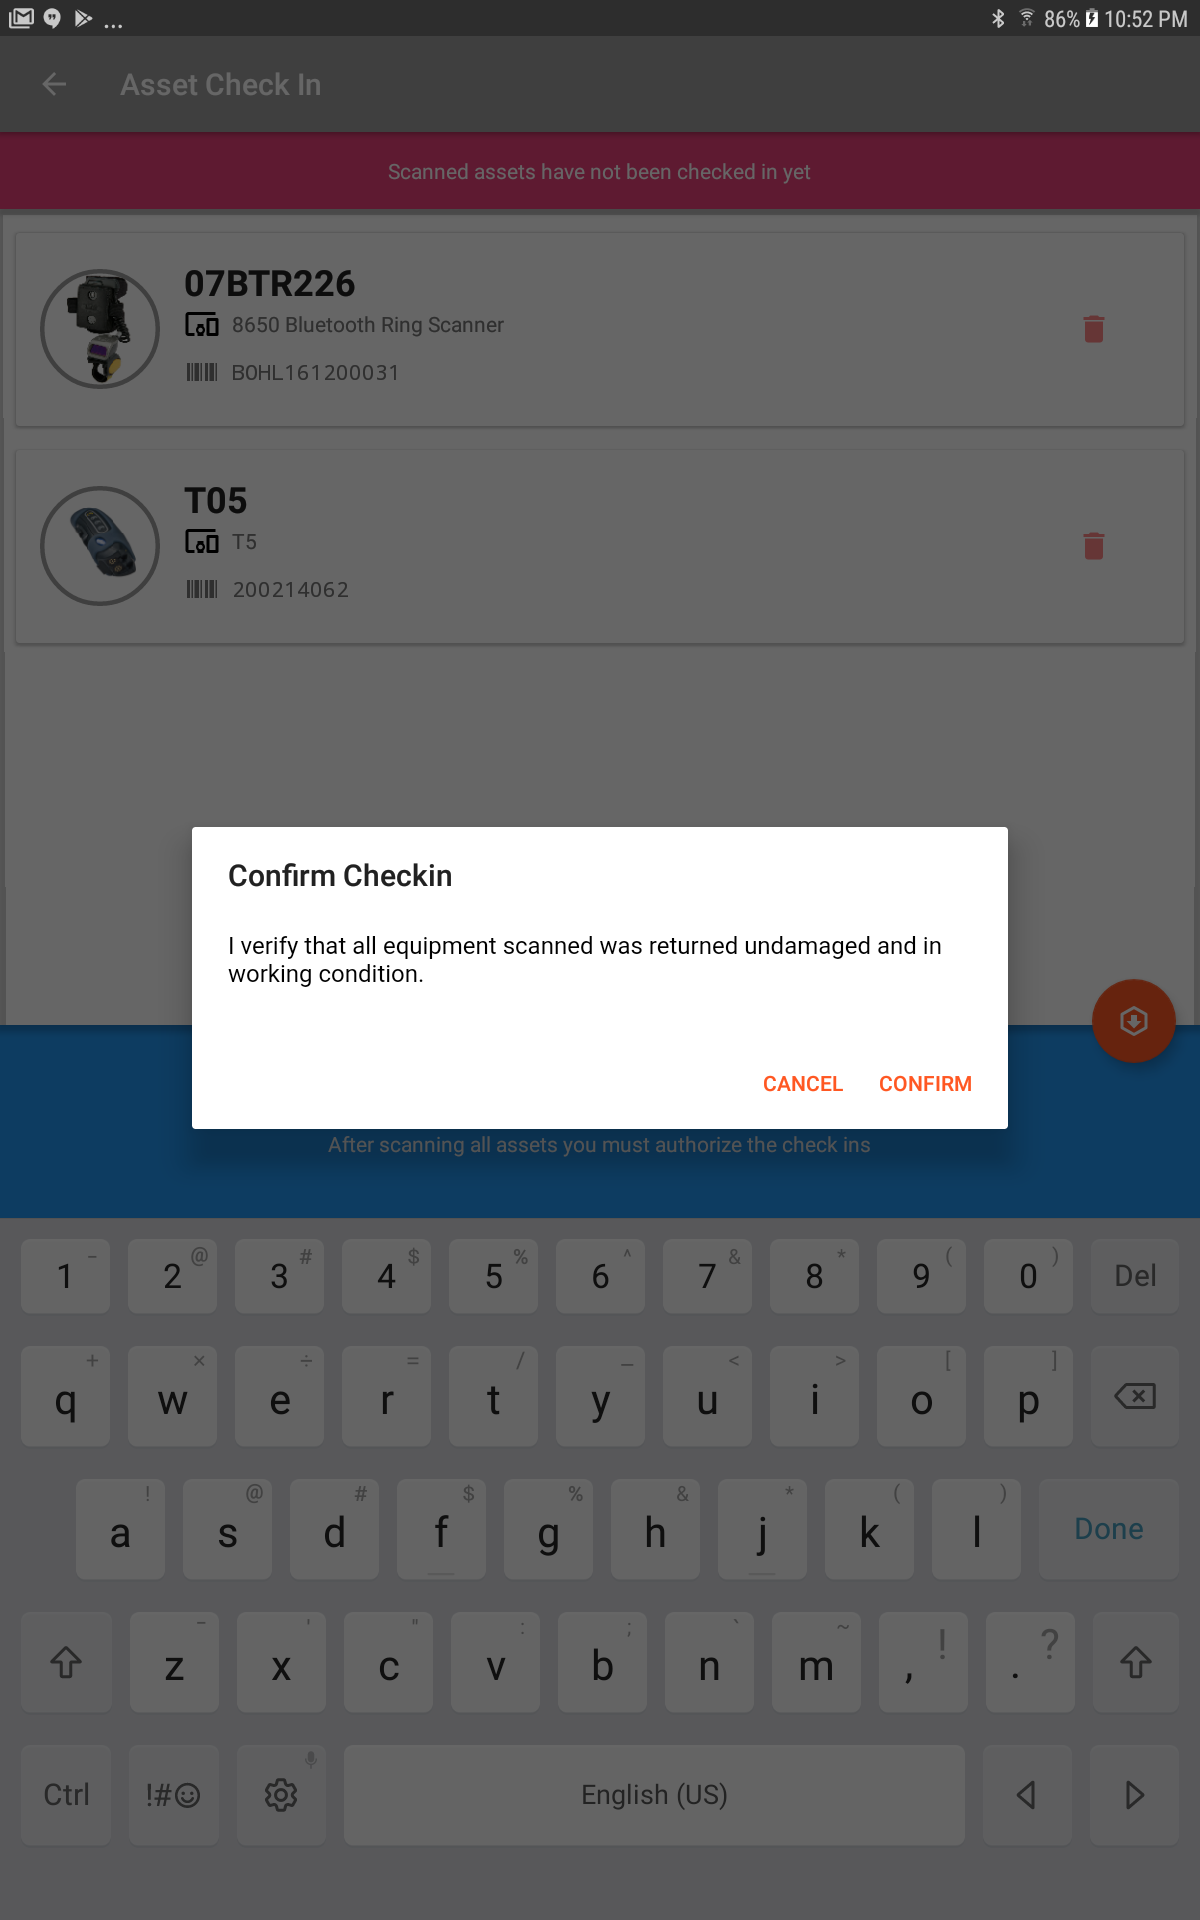 ... 86% 10:52 PM
Asset Check In
Scanned assets have not been checked in yet
07BTR226
8650 Bluetooth Ring Scanner
B0HL161200031
T05
T5
200214062
Confirm Checkin
I verify that all equipment scanned was returned undamaged and in
working condition.
CANCEL CONFIRM
After scanning all assets you must authorize the check ins
1 - 2 @ 3 # 4 $ 5 % 6 ^ 7 & 8 * 9 ( 0 ) Del
q + w × e ÷ r = t / y _ u < i > o [ p ]
a ! s @ d # f $ g % h & j * k ( l ) Done
z - x ' c " v : b ; n ` m ~ , ! . ?
Ctrl !#☺ English (US)